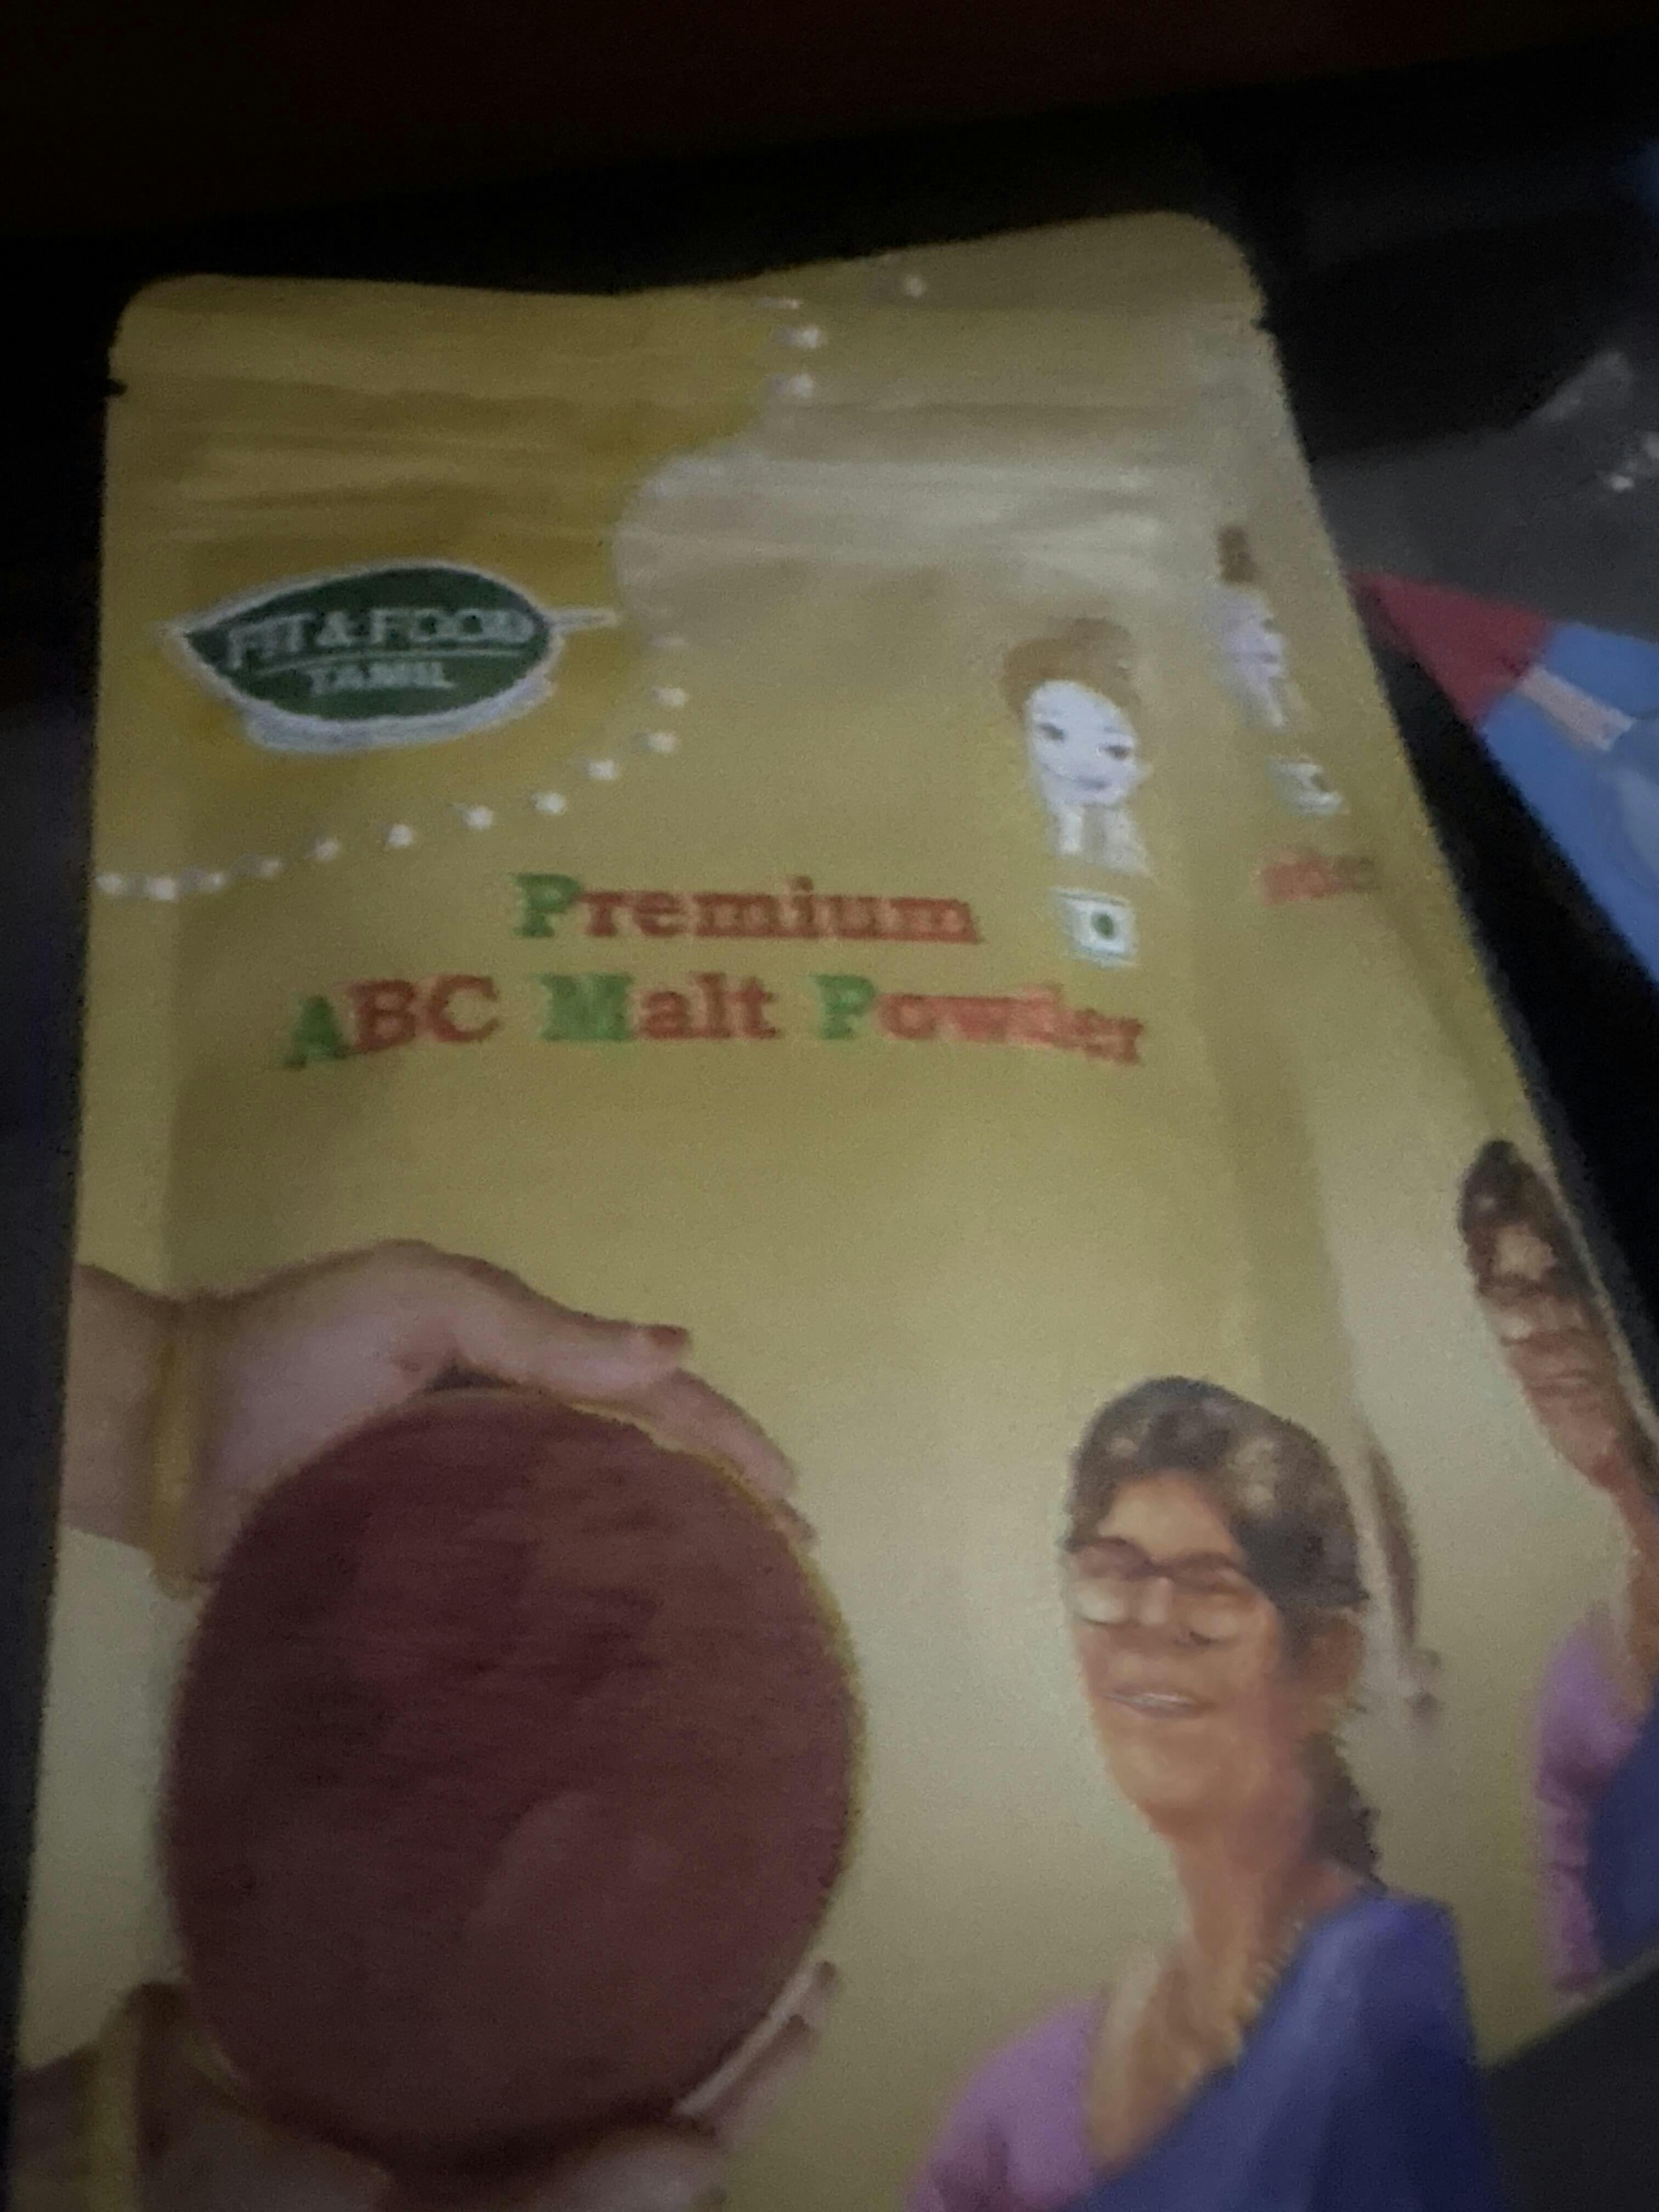 FIT & FOOD
TAMIL
Premium
ABC Malt Powder